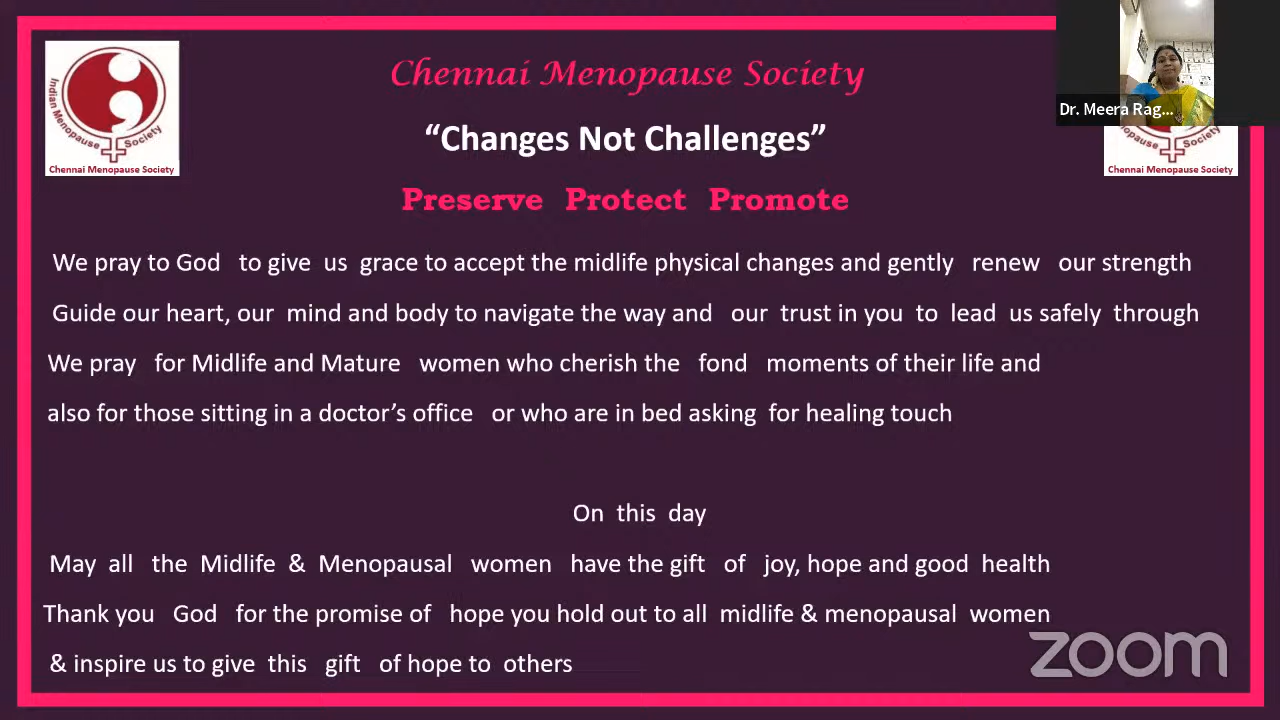 Indian Menopause Society
Chennai Menopause Society
Chennai Menopause Society
“Changes Not Challenges”
Preserve Protect Promote
Dr. Meera Rag...
Menopause Society
Chennai Menopause Society
We pray to God to give us grace to accept the midlife physical changes and gently renew our strength
Guide our heart, our mind and body to navigate the way and our trust in you to lead us safely through
We pray for Midlife and Mature women who cherish the fond moments of their life and
also for those sitting in a doctor’s office or who are in bed asking for healing touch
On this day
May all the Midlife & Menopausal women have the gift of joy, hope and good health
Thank you God for the promise of hope you hold out to all midlife & menopausal women
& inspire us to give this gift of hope to others
zoom